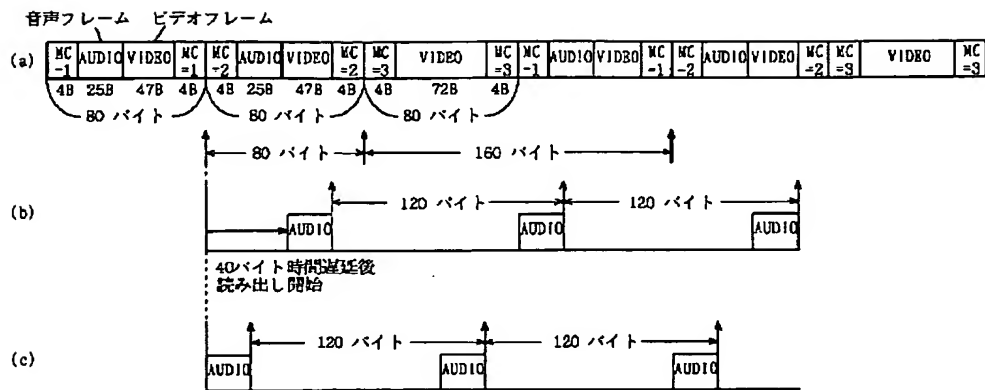 音声フレーム ビデオフレーム
(a) MC -1 AUDIO VIDEO MC =1 MC =2 AUDIO VIDEO MC =2 MC =3 VIDEO MC =3 MC -1 AUDIO VIDEO MC -1 MC -2 AUDIO VIDEO MC =2 MC =3 VIDEO MC =3
4B 25B 47B 4B 4B 25B 47B 4B 4B 72B 4B
80 バイト 80 バイト 80 バイト
80 バイト 160 バイト
(b) 120 バイト 120 バイト
AUDIO AUDIO AUDIO
40バイト時間遅延後
読み出し開始
(c) 120 バイト 120 バイト
AUDIO AUDIO AUDIO